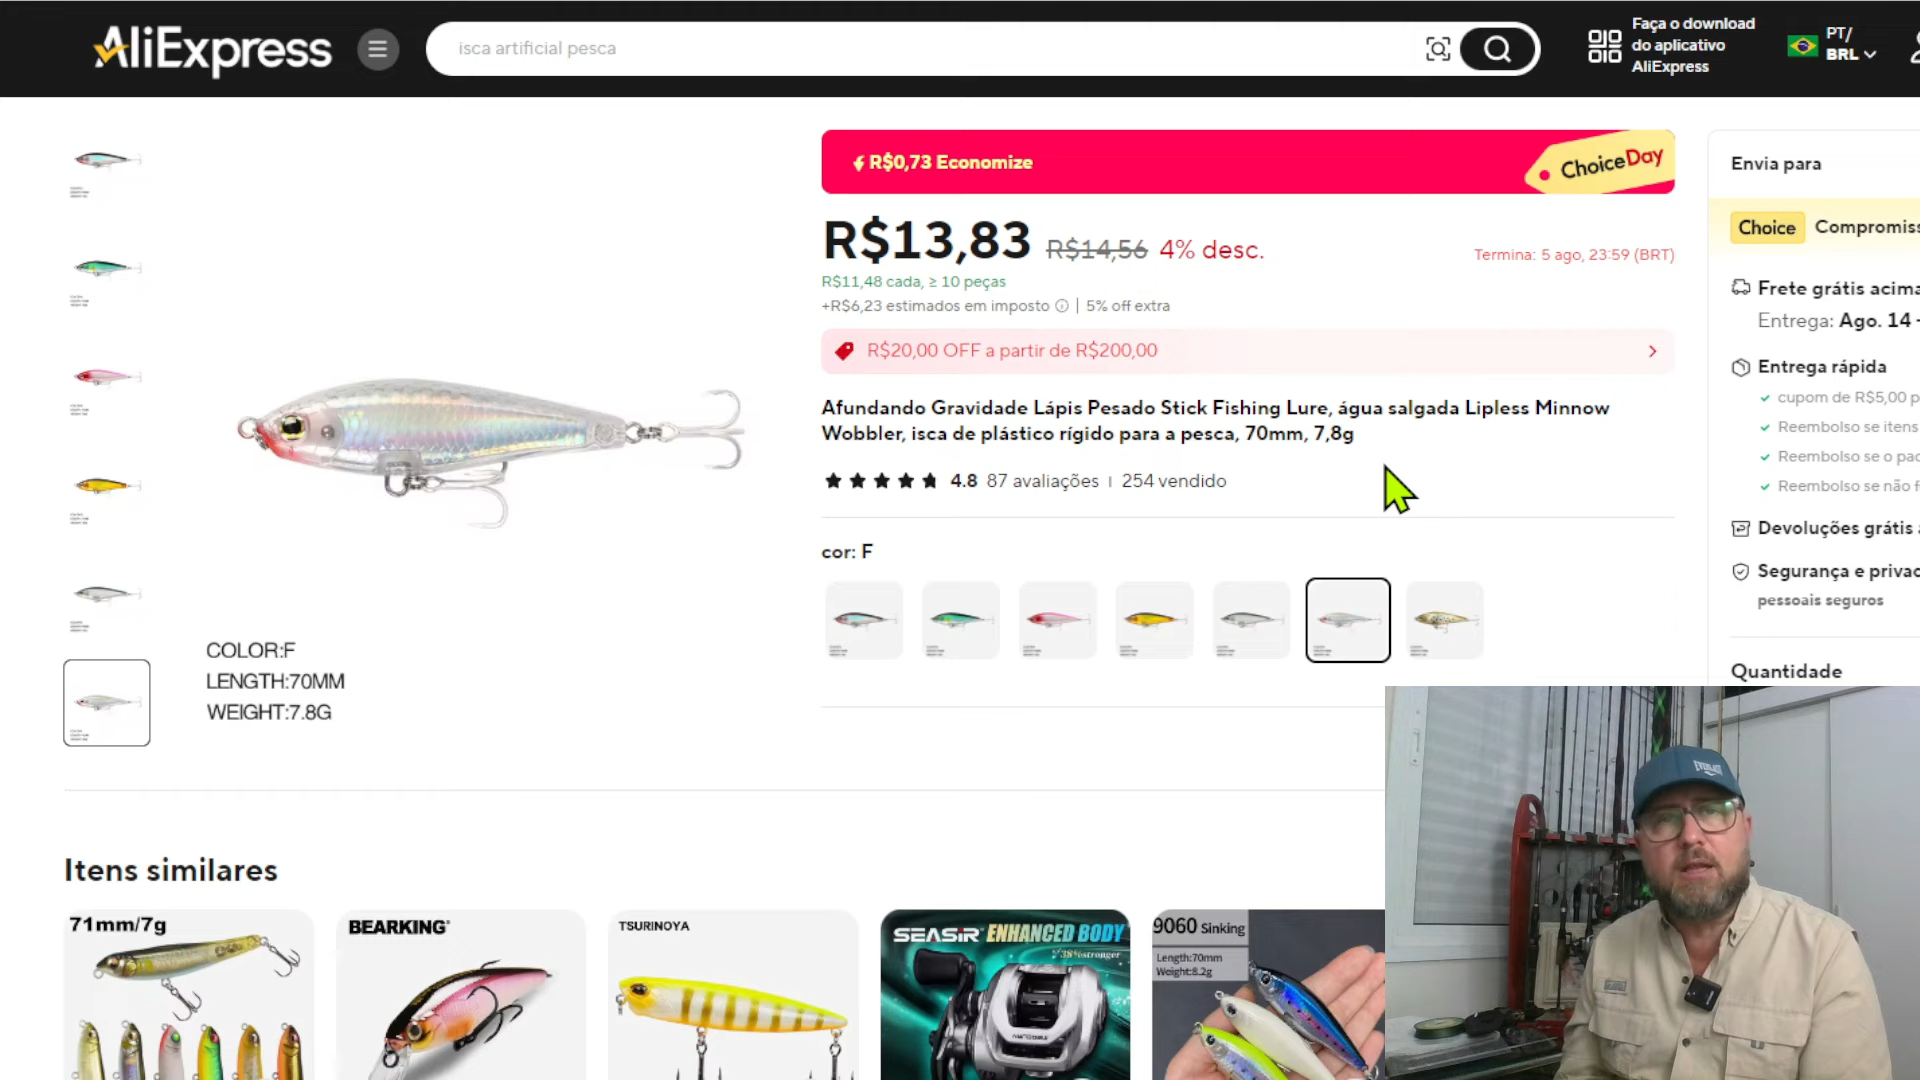 AliExpress
isca artificial pesca
Faça o download
do aplicativo
AliExpress
PT/
BRL
R$0,73 Economize
ChoiceDay
R$13,83 R$14,56 4% desc.
Termina: 5 ago, 23:59 (BRT)
R$11,48 cada, ≥ 10 peças
+R$6,23 estimados em imposto | 5% off extra
R$20,00 OFF a partir de R$200,00
Afundando Gravidade Lápis Pesado Stick Fishing Lure, água salgada Lipless Minnow
Wobbler, isca de plástico rígido para a pesca, 70mm, 7,8g
4.8 87 avaliações | 254 vendido
cor: F
COLOR:F
LENGTH:70MM
WEIGHT:7.8G
Envia para
Choice Compromiss
Frete grátis acima
Entrega: Ago. 14 -
Entrega rápida
cupom de R$5,00 p
Reembolso se itens
Reembolso se o pac
Reembolso se não f
Devoluções grátis a
Segurança e privac
pessoais seguros
Quantidade
Itens similares
71mm/7g
BEARKING
TSURINOYA
SEASIR ENHANCED BODY
38% stronger
9060 Sinking
Length:70mm
Weight:8.2g
EVERLAST